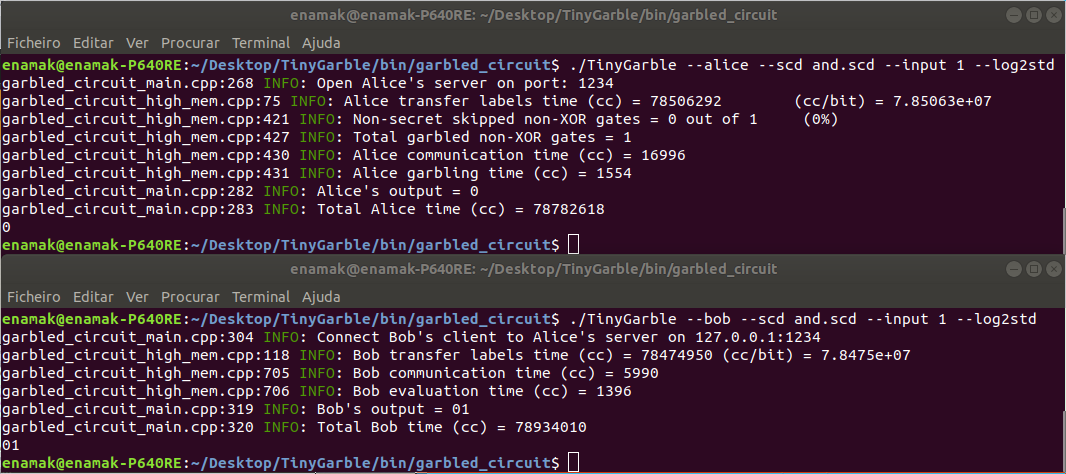 enamak@enamak-P640RE: ~/Desktop/TinyGarble/bin/garbled_circuit
Ficheiro Editar Ver Procurar Terminal Ajuda
enamak@enamak-P640RE:~/Desktop/TinyGarble/bin/garbled_circuit$ ./TinyGarble --alice --scd and.scd --input 1 --log2std
garbled_circuit_main.cpp:268 INFO: Open Alice's server on port: 1234
garbled_circuit_high_mem.cpp:75 INFO: Alice transfer labels time (cc) = 78506292 (cc/bit) = 7.85063e+07
garbled_circuit_high_mem.cpp:421 INFO: Non-secret skipped non-XOR gates = 0 out of 1 (0%)
garbled_circuit_high_mem.cpp:427 INFO: Total garbled non-XOR gates = 1
garbled_circuit_high_mem.cpp:430 INFO: Alice communication time (cc) = 16996
garbled_circuit_high_mem.cpp:431 INFO: Alice garbling time (cc) = 1554
garbled_circuit_main.cpp:282 INFO: Alice's output = 0
garbled_circuit_main.cpp:283 INFO: Total Alice time (cc) = 78782618
0
enamak@enamak-P640RE:~/Desktop/TinyGarble/bin/garbled_circuit$
enamak@enamak-P640RE: ~/Desktop/TinyGarble/bin/garbled_circuit
Ficheiro Editar Ver Procurar Terminal Ajuda
enamak@enamak-P640RE:~/Desktop/TinyGarble/bin/garbled_circuit$ ./TinyGarble --bob --scd and.scd --input 1 --log2std
garbled_circuit_main.cpp:304 INFO: Connect Bob's client to Alice's server on 127.0.0.1:1234
garbled_circuit_high_mem.cpp:118 INFO: Bob transfer labels time (cc) = 78474950 (cc/bit) = 7.8475e+07
garbled_circuit_high_mem.cpp:705 INFO: Bob communication time (cc) = 5990
garbled_circuit_high_mem.cpp:706 INFO: Bob evaluation time (cc) = 1396
garbled_circuit_main.cpp:319 INFO: Bob's output = 01
garbled_circuit_main.cpp:320 INFO: Total Bob time (cc) = 78934010
01
enamak@enamak-P640RE:~/Desktop/TinyGarble/bin/garbled_circuit$